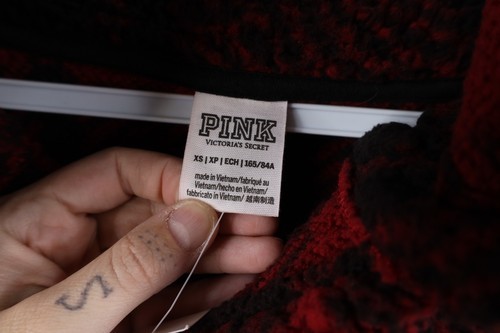 PINK
VICTORIA'S SECRET
XS | XP | ECH | 165/84A
made in Vietnam/fabriqué au
Vietnam/hecho en Vietnam/
fabbricato in Vietnam/ 越南制造